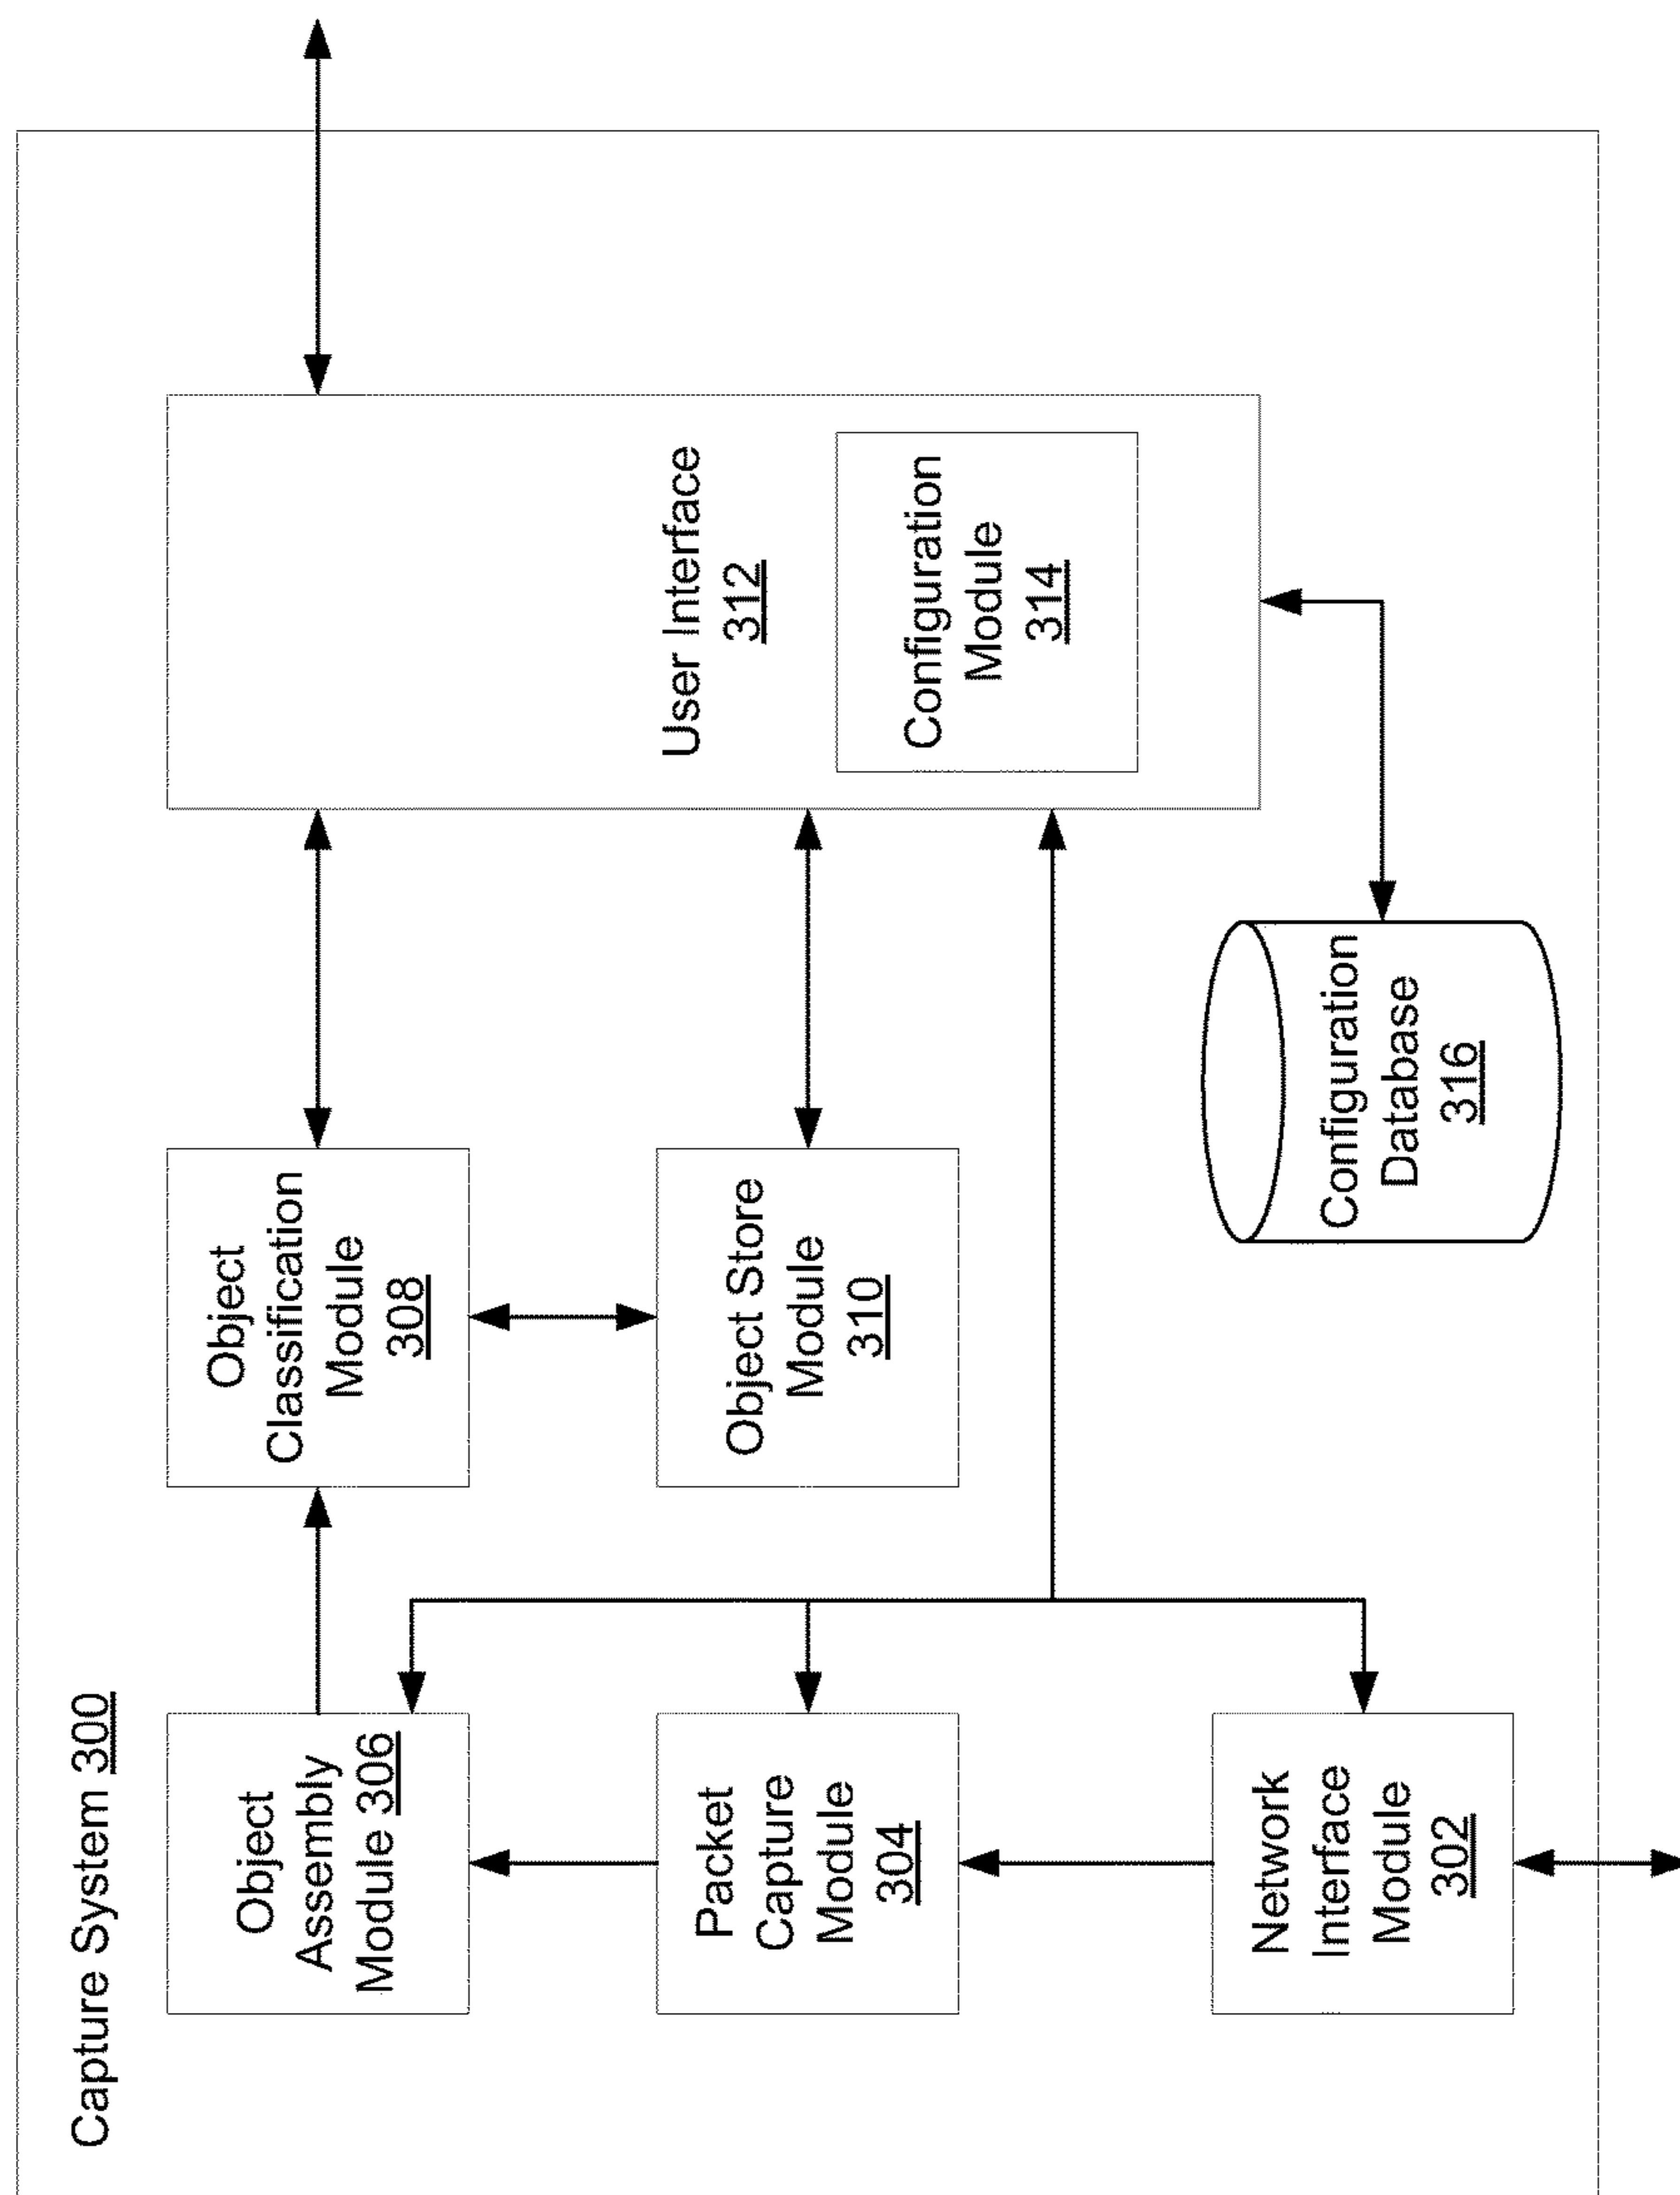 Capture System 300
Object
Assembly
Module 306
Object
Classification
Module
308
User Interface
312
Packet
Capture
Module
304
Object Store
Module
310
Configuration
Module
314
Network
Interface
Module
302
Configuration
Database
316